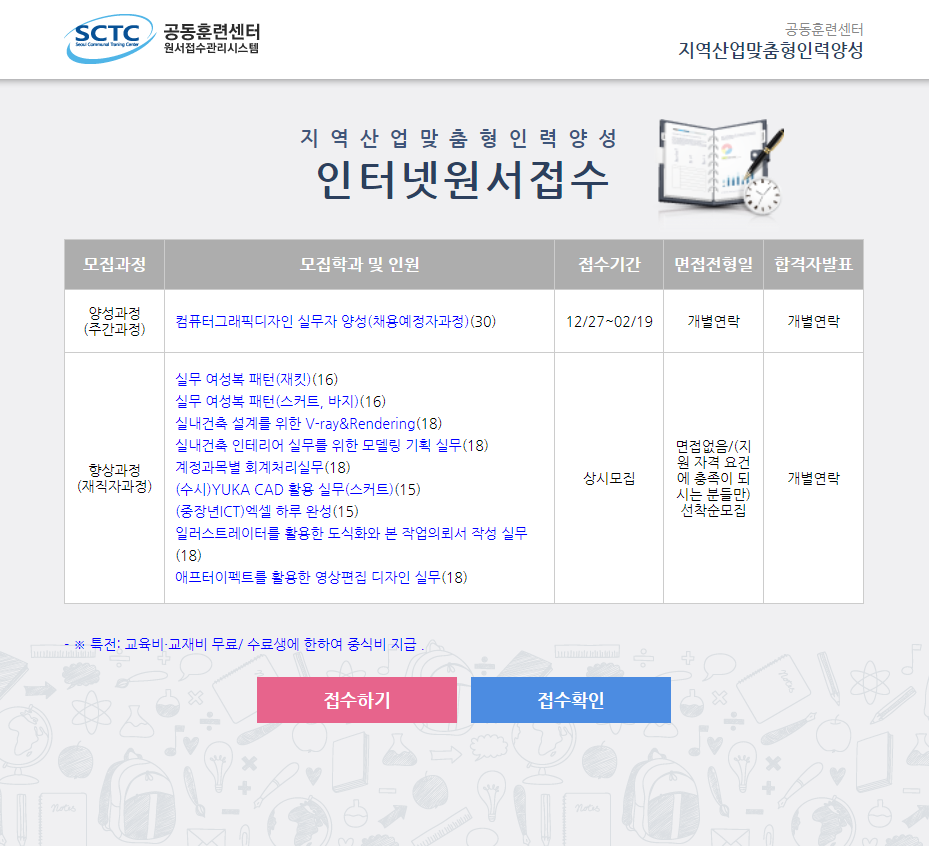 SCTC
Seoul Communal Training Center
공동훈련센터
원서접수관리시스템
공동훈련센터
지역산업맞춤형인력양성
지역산업맞춤형인력양성
인터넷원서접수
모집과정 모집학과 및 인원 접수기간 면접전형일 합격자발표
양성과정
(주간과정)
컴퓨터그래픽디자인 실무자 양성(채용예정자과정)(30)
12/27~02/19
개별연락
개별연락
향상과정
(재직자과정)
실무 여성복 패턴(재킷)(16)
실무 여성복 패턴(스커트, 바지)(16)
실내건축 설계를 위한 V-ray&Rendering(18)
실내건축 인테리어 실무를 위한 모델링 기획 실무(18)
계정과목별 회계처리실무(18)
(수시)YUKA CAD 활용 실무(스커트)(15)
(중장년ICT)엑셀 하루 완성(15)
일러스트레이터를 활용한 도식화와 본 작업의뢰서 작성 실무
(18)
애프터이펙트를 활용한 영상편집 디자인 실무(18)
상시모집
면접없음/(지
원 자격 요건
에 충족이 되
시는 분들만)
선착순모집
개별연락
- ※ 특전: 교육비·교재비 무료/ 수료생에 한하여 중식비 지급 .
접수하기
접수확인